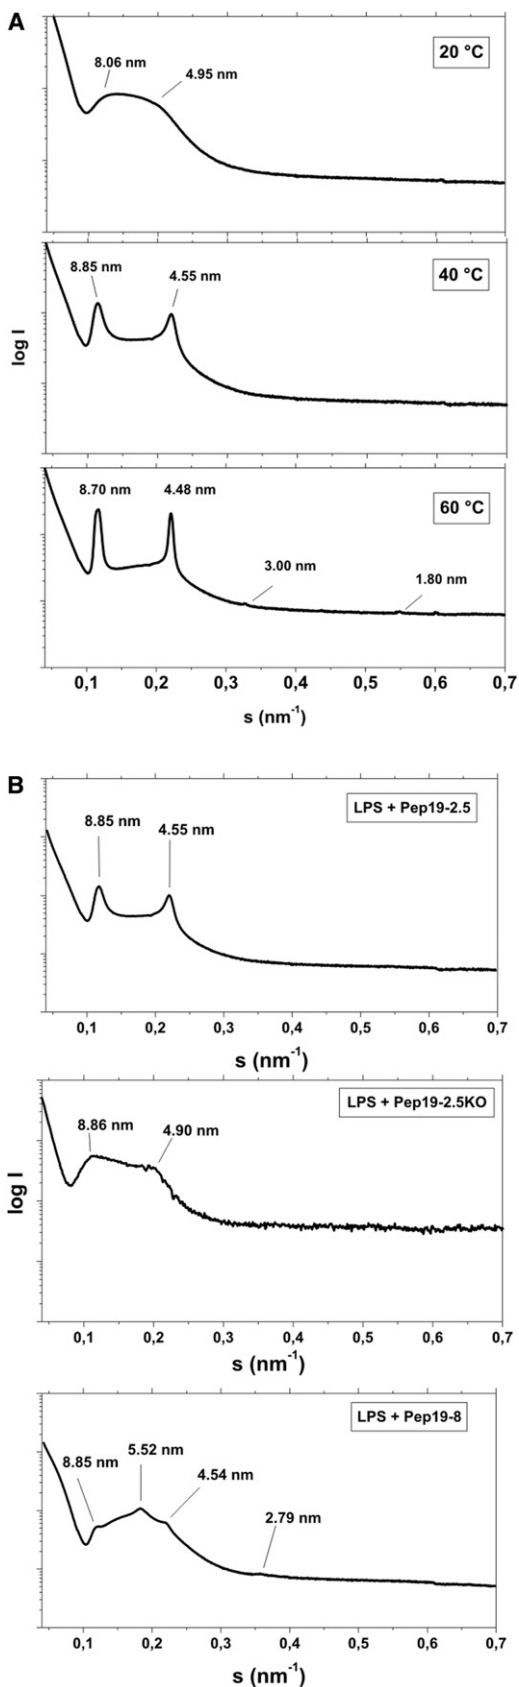 A
20 °C
8.06 nm
4.95 nm
40 °C
8.85 nm
4.55 nm
log I
60 °C
8.70 nm
4.48 nm
3.00 nm
1.80 nm
0,1 0,2 0,3 0,4 0,5 0,6 0,7
s (nm⁻¹)
B
LPS + Pep19-2.5
8.85 nm
4.55 nm
0,1 0,2 0,3 0,4 0,5 0,6 0,7
s (nm⁻¹)
LPS + Pep19-2.5KO
8.86 nm
4.90 nm
log I
0,1 0,2 0,3 0,4 0,5 0,6 0,7
s (nm⁻¹)
LPS + Pep19-8
8.85 nm
5.52 nm
4.54 nm
2.79 nm
0,1 0,2 0,3 0,4 0,5 0,6 0,7
s (nm⁻¹)